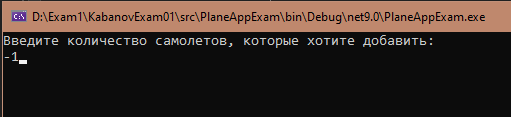 D:\Exam1\KabanovExam01\src\PlaneAppExam\bin\Debug\net9.0\PlaneAppExam.exe
Введите количество самолетов, которые хотите добавить:
-1